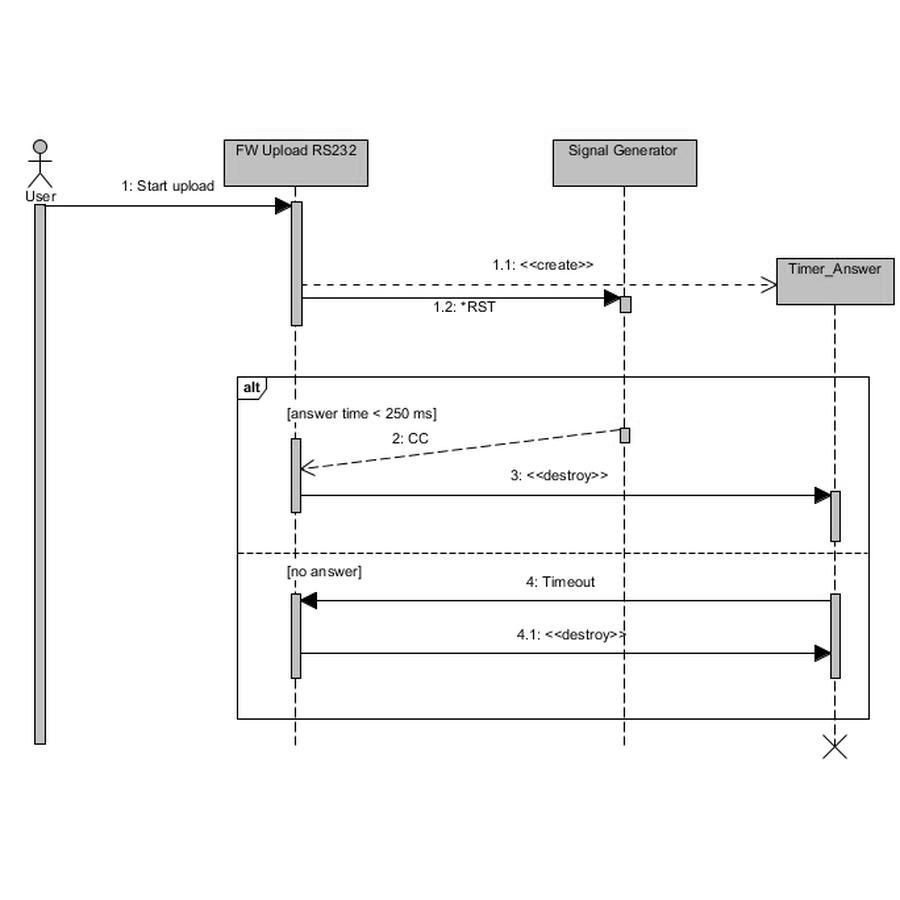 FW Upload RS232
Signal Generator
User
1: Start upload
1.1: <<create>>
Timer_Answer
1.2: *RST
alt
[answer time < 250 ms]
2: CC
3: <<destroy>>
[no answer]
4: Timeout
4.1: <<destroy>>